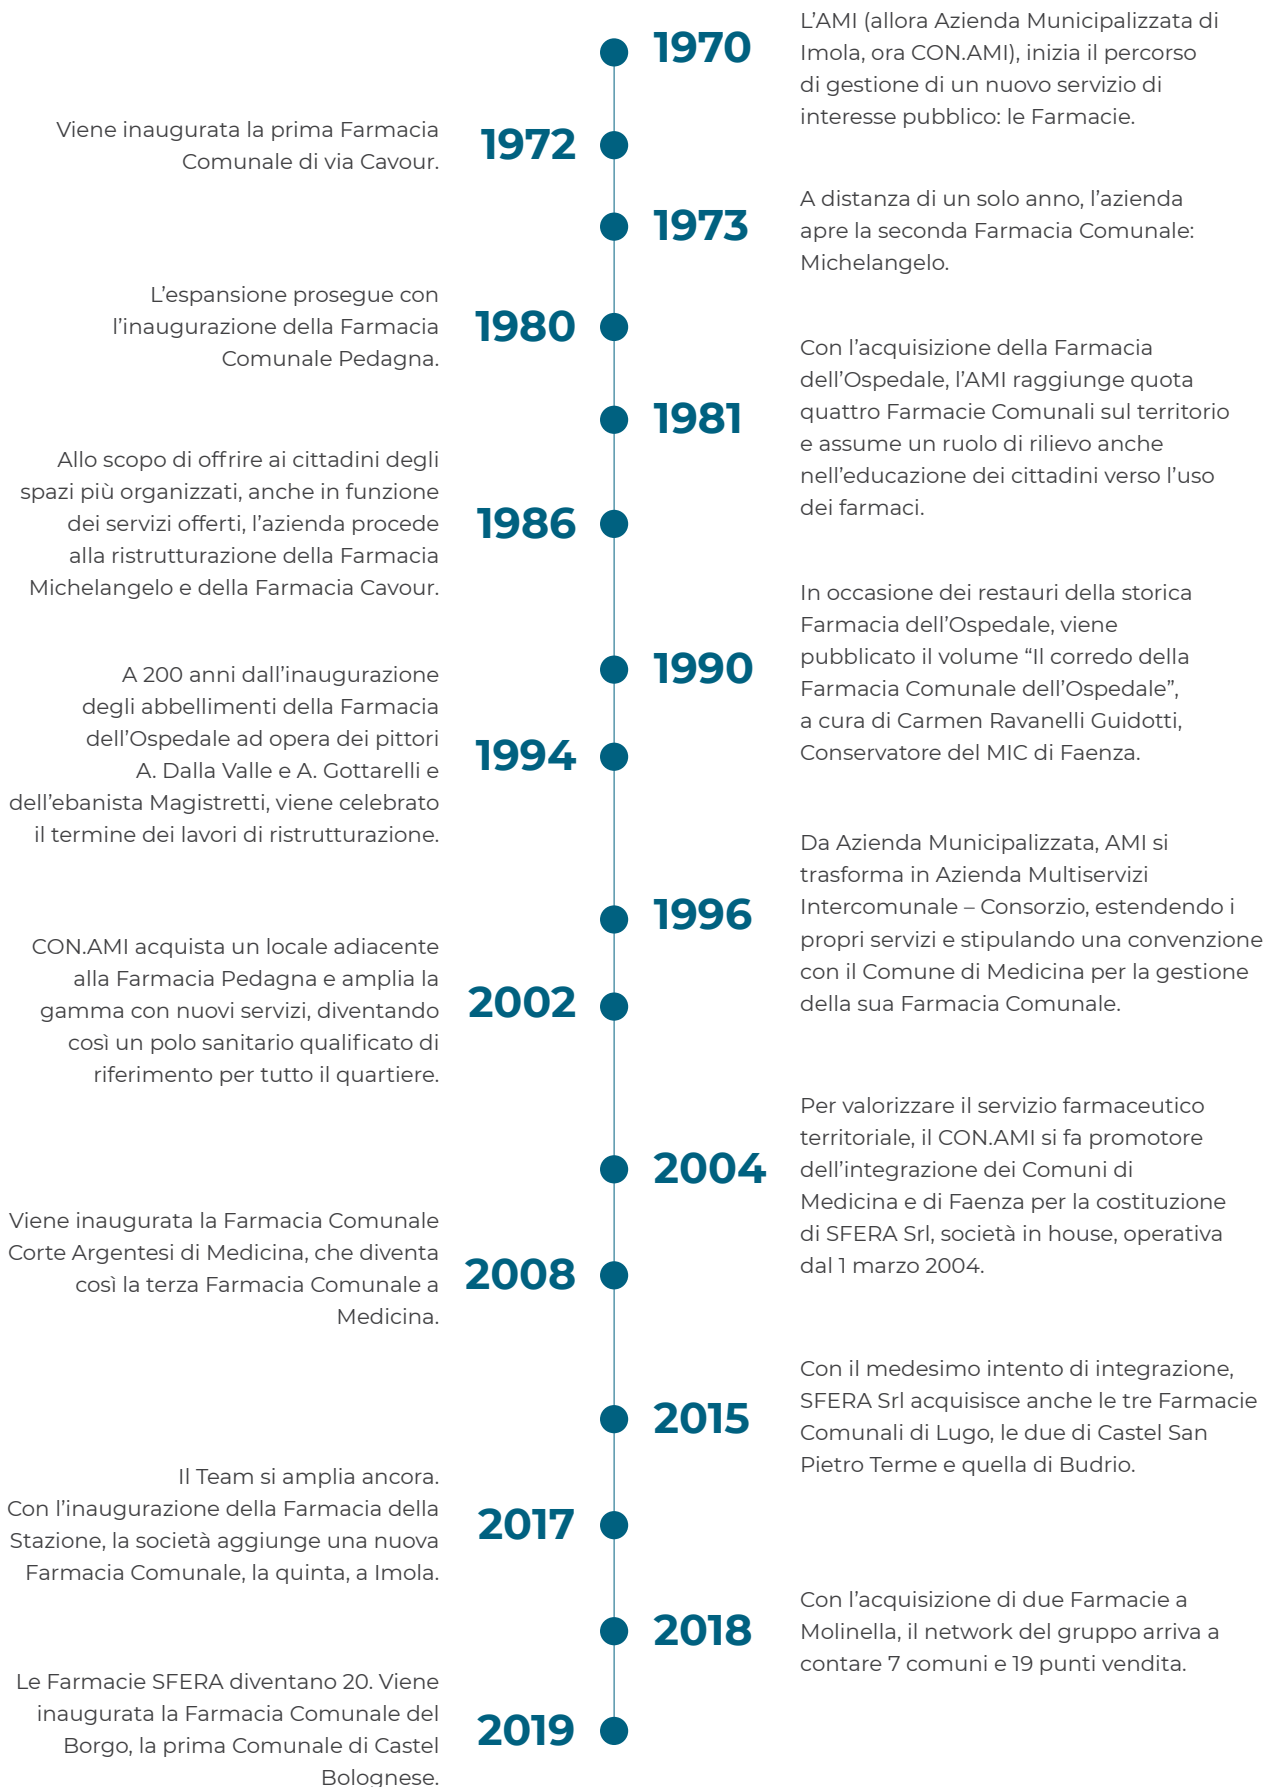 1970
L’AMI (allora Azienda Municipalizzata di
Imola, ora CON.AMI), inizia il percorso
di gestione di un nuovo servizio di
interesse pubblico: le Farmacie.
1972
Viene inaugurata la prima Farmacia
Comunale di via Cavour.
1973
A distanza di un solo anno, l’azienda
apre la seconda Farmacia Comunale:
Michelangelo.
1980
L’espansione prosegue con
l’inaugurazione della Farmacia
Comunale Pedagna.
1981
Con l’acquisizione della Farmacia
dell’Ospedale, l’AMI raggiunge quota
quattro Farmacie Comunali sul territorio
e assume un ruolo di rilievo anche
nell’educazione dei cittadini verso l’uso
dei farmaci.
1986
Allo scopo di offrire ai cittadini degli
spazi più organizzati, anche in funzione
dei servizi offerti, l’azienda procede
alla ristrutturazione della Farmacia
Michelangelo e della Farmacia Cavour.
1990
In occasione dei restauri della storica
Farmacia dell’Ospedale, viene
pubblicato il volume “Il corredo della
Farmacia Comunale dell’Ospedale”,
a cura di Carmen Ravanelli Guidotti,
Conservatore del MIC di Faenza.
1994
A 200 anni dall’inaugurazione
degli abbellimenti della Farmacia
dell’Ospedale ad opera dei pittori
A. Dalla Valle e A. Gottarelli e
dell’ebanista Magistretti, viene celebrato
il termine dei lavori di ristrutturazione.
1996
Da Azienda Municipalizzata, AMI si
trasforma in Azienda Multiservizi
Intercomunale – Consorzio, estendendo i
propri servizi e stipulando una convenzione
con il Comune di Medicina per la gestione
della sua Farmacia Comunale.
2002
CON.AMI acquista un locale adiacente
alla Farmacia Pedagna e amplia la
gamma con nuovi servizi, diventando
così un polo sanitario qualificato di
riferimento per tutto il quartiere.
2004
Per valorizzare il servizio farmaceutico
territoriale, il CON.AMI si fa promotore
dell’integrazione dei Comuni di
Medicina e di Faenza per la costituzione
di SFERA Srl, società in house, operativa
dal 1 marzo 2004.
2008
Viene inaugurata la Farmacia Comunale
Corte Argentesi di Medicina, che diventa
così la terza Farmacia Comunale a
Medicina.
2015
Con il medesimo intento di integrazione,
SFERA Srl acquisisce anche le tre Farmacie
Comunali di Lugo, le due di Castel San
Pietro Terme e quella di Budrio.
2017
Il Team si amplia ancora.
Con l’inaugurazione della Farmacia della
Stazione, la società aggiunge una nuova
Farmacia Comunale, la quinta, a Imola.
2018
Con l’acquisizione di due Farmacie a
Molinella, il network del gruppo arriva a
contare 7 comuni e 19 punti vendita.
2019
Le Farmacie SFERA diventano 20. Viene
inaugurata la Farmacia Comunale del
Borgo, la prima Comunale di Castel
Bolognese.